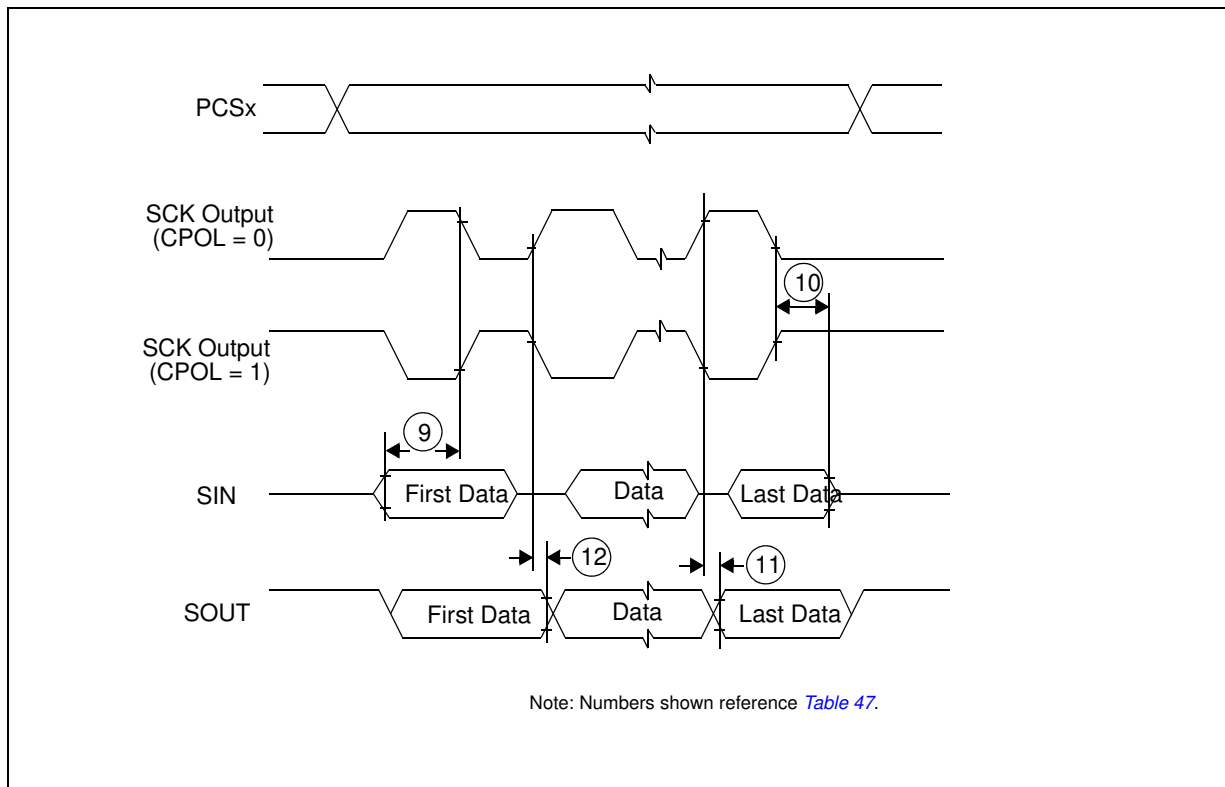 PCSx
SCK Output
(CPOL = 0)
10
SCK Output
(CPOL = 1)
9
SIN
First Data
Data
Last Data
12
11
SOUT
First Data
Data
Last Data
Note: Numbers shown reference Table 47.